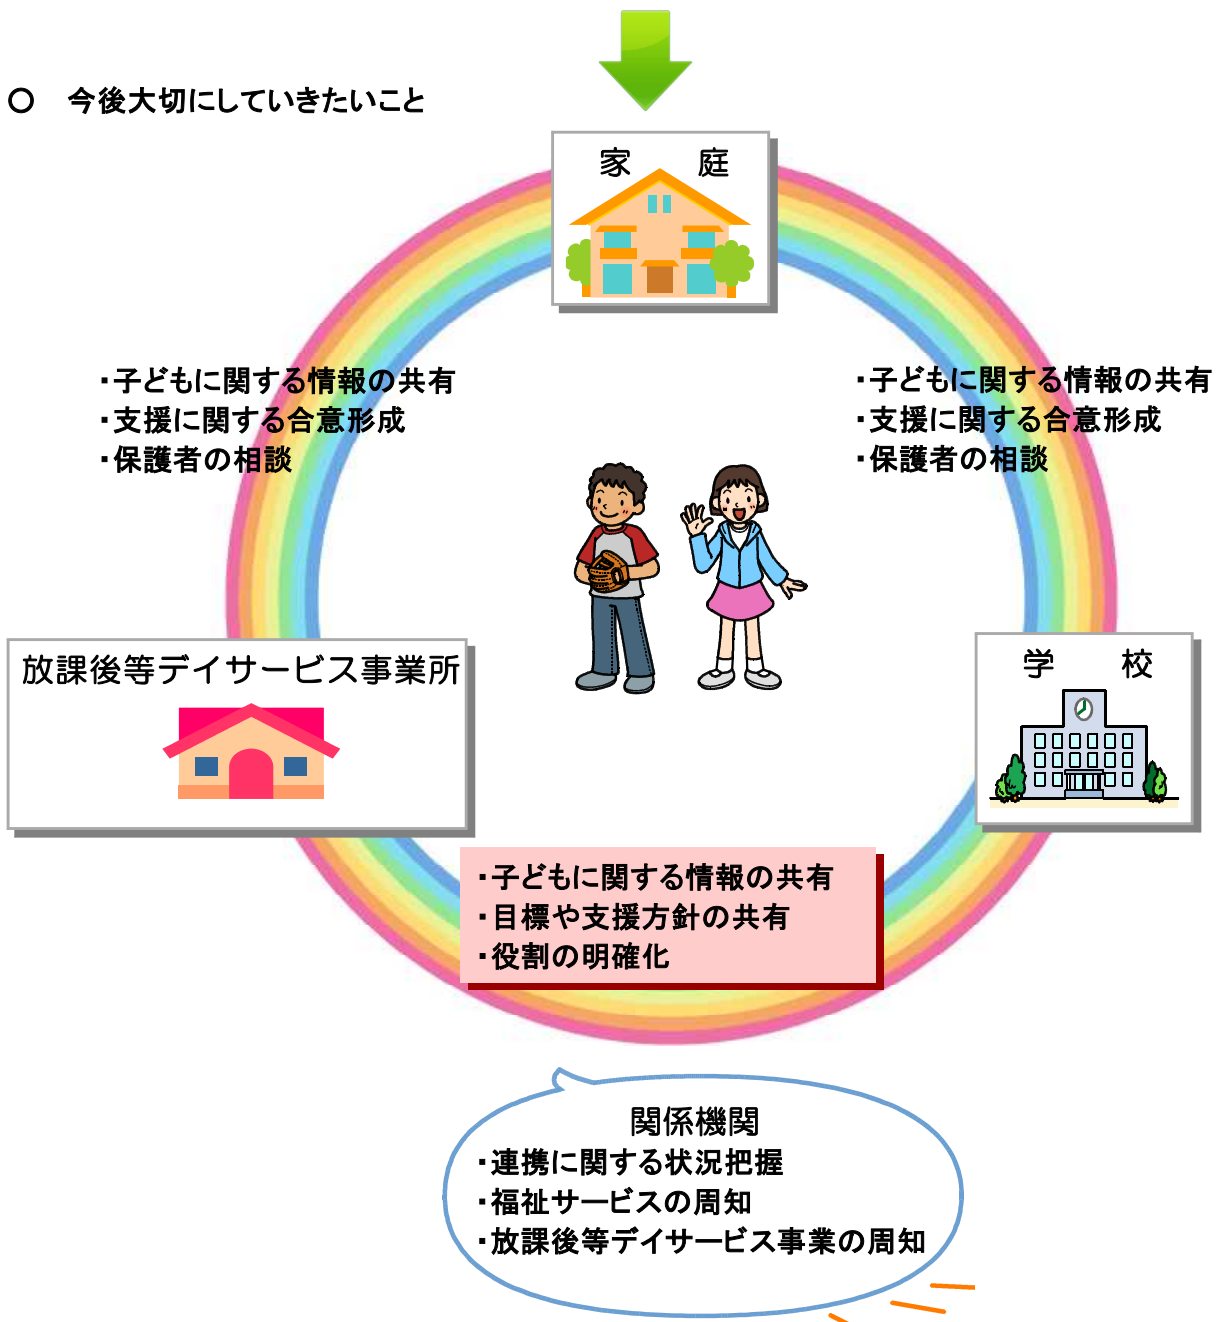 ○　今後大切にしていきたいこと
家　庭
・子どもに関する情報の共有
・支援に関する合意形成
・保護者の相談
・子どもに関する情報の共有
・支援に関する合意形成
・保護者の相談
放課後等デイサービス事業所
学　校
・子どもに関する情報の共有
・目標や支援方針の共有
・役割の明確化
関係機関
・連携に関する状況把握
・福祉サービスの周知
・放課後等デイサービス事業の周知